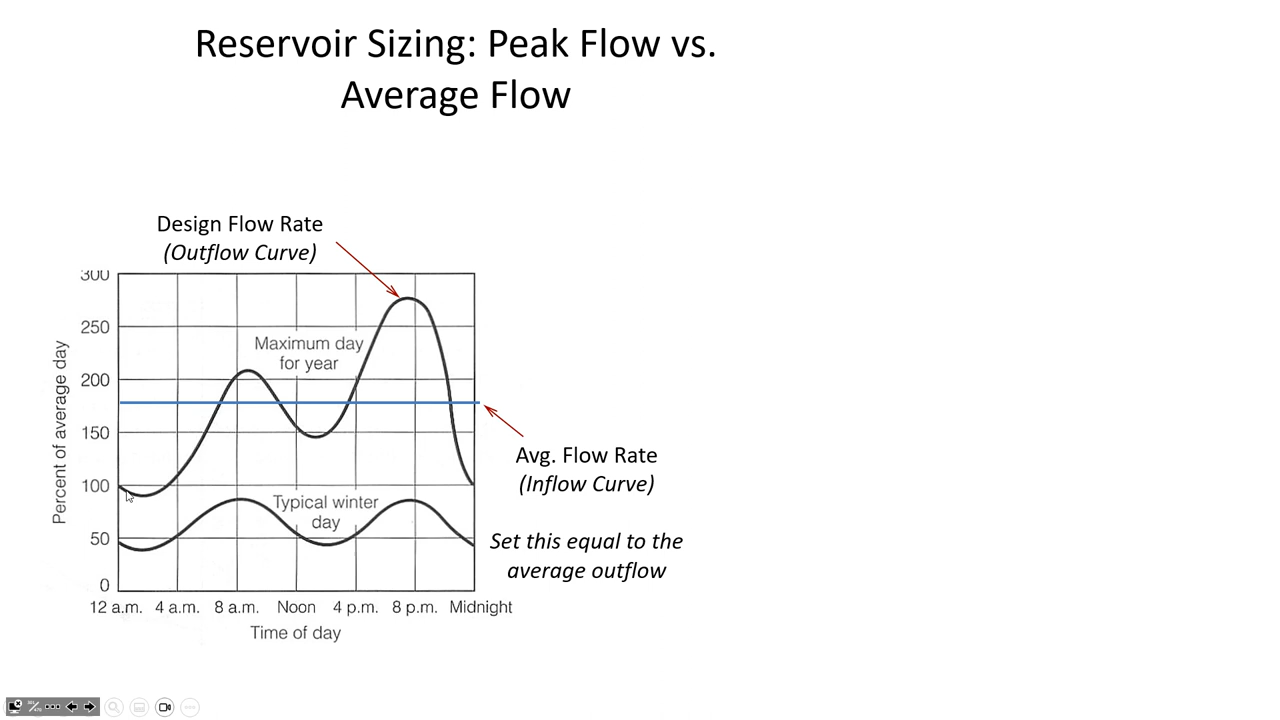 Reservoir Sizing: Peak Flow vs.
Average Flow
Design Flow Rate
(Outflow Curve)
300
250
200
150
100
50
0
Percent of average day
Maximum day
for year
Typical winter
day
Avg. Flow Rate
(Inflow Curve)
Set this equal to the
average outflow
12 a.m. 4 a.m. 8 a.m. Noon 4 p.m. 8 p.m. Midnight
Time of day